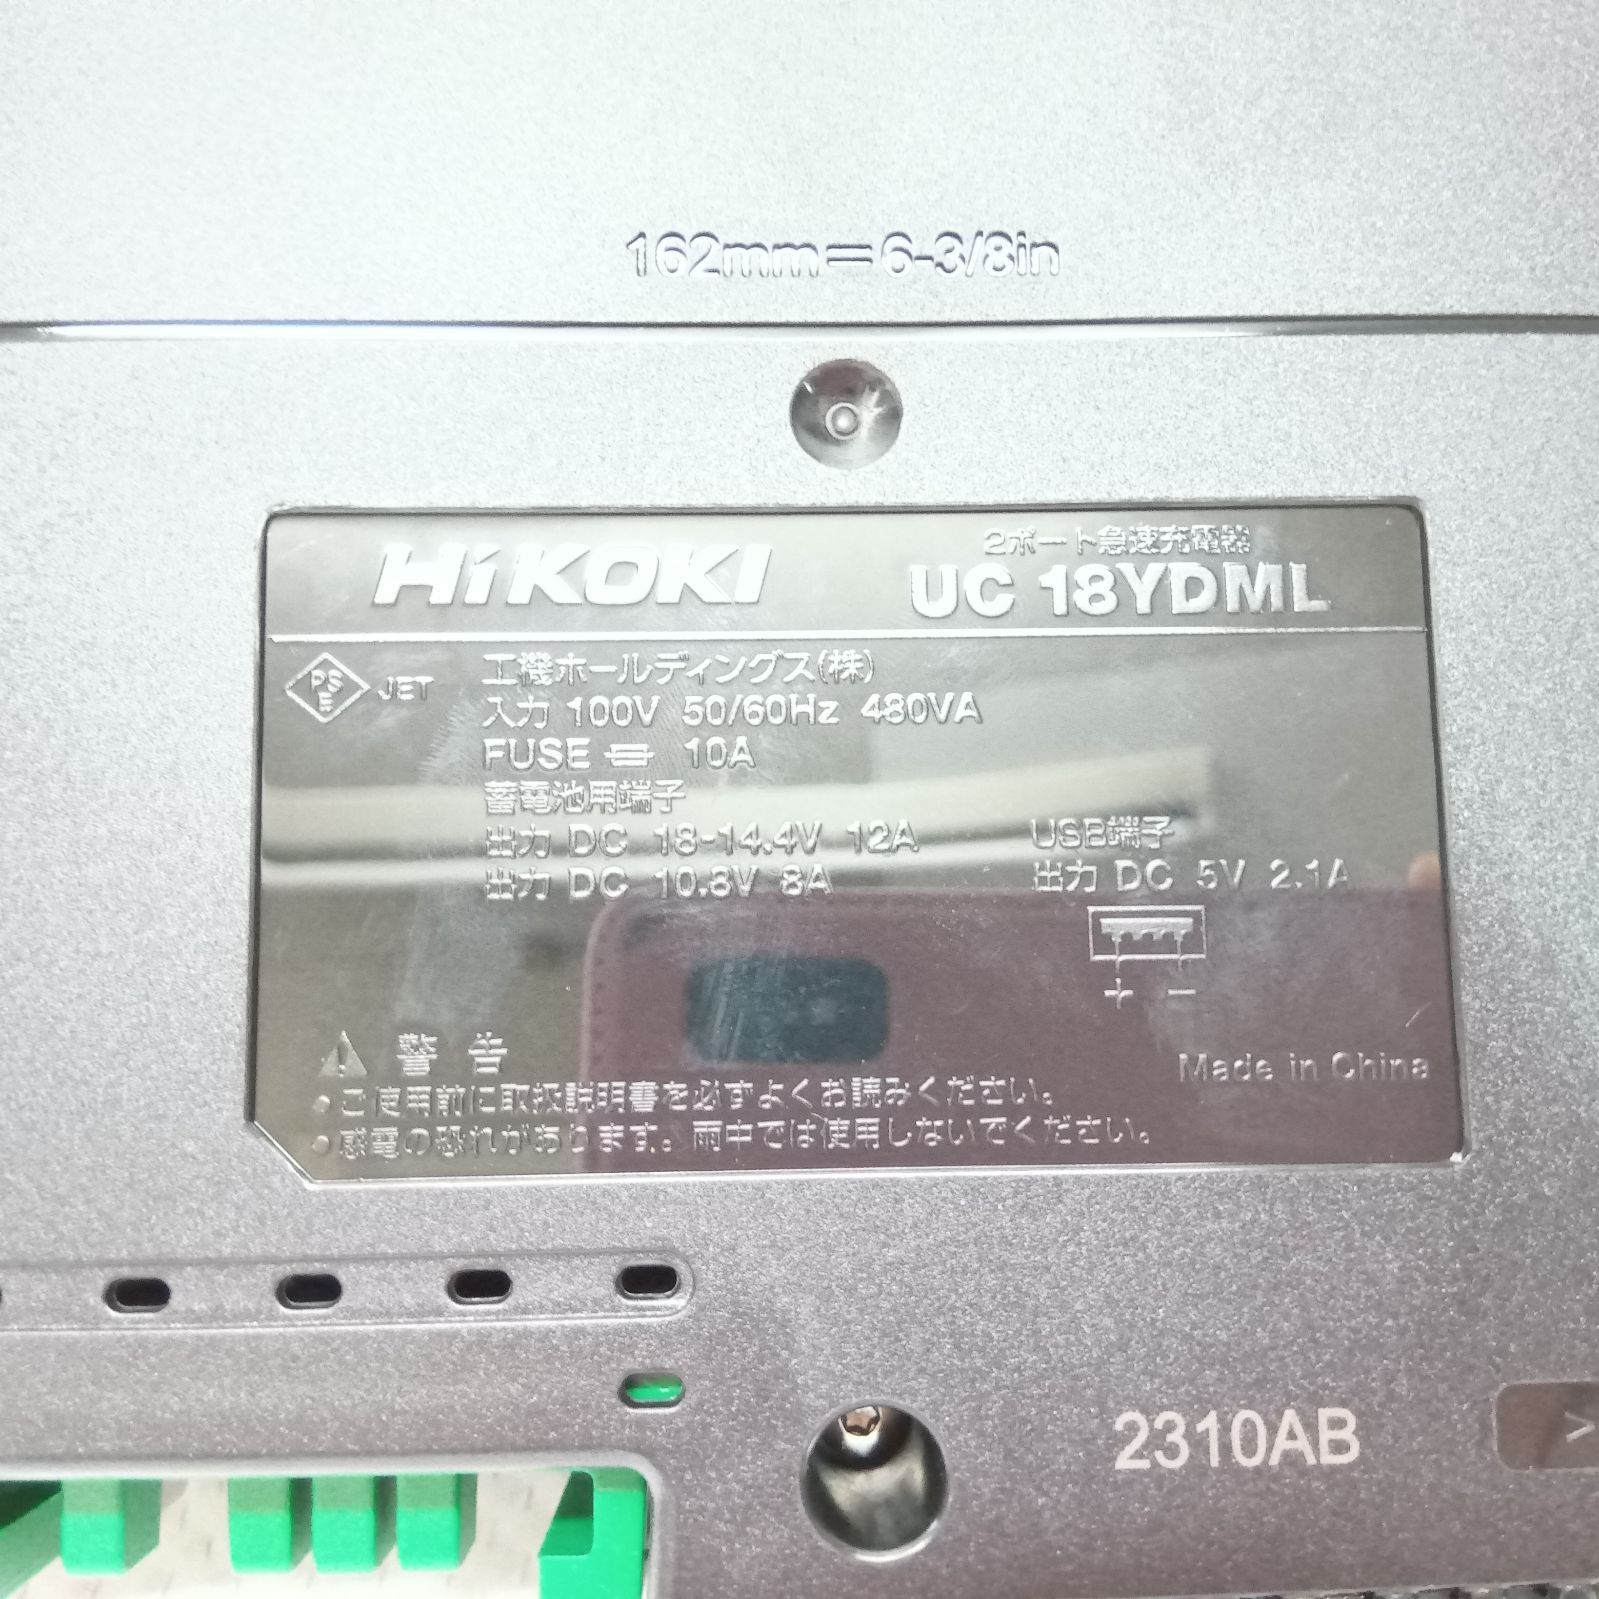 162mm=6-3/8in
HiKOKI
2ポート急速充電器
UC 18YDML
PSE JET
工機ホールディングス(株)
入力 100V 50/60Hz 480VA
FUSE 10A
蓄電池用端子
出力 DC 18-14.4V 12A
出力 DC 10.8V 8A
USB端子
出力 DC 5V 2.1A
+ −
Made in China
警告
●ご使用前に取扱説明書を必ずよくお読みください。
●感電の恐れがあります。雨中では使用しないでください。
2310AB
>